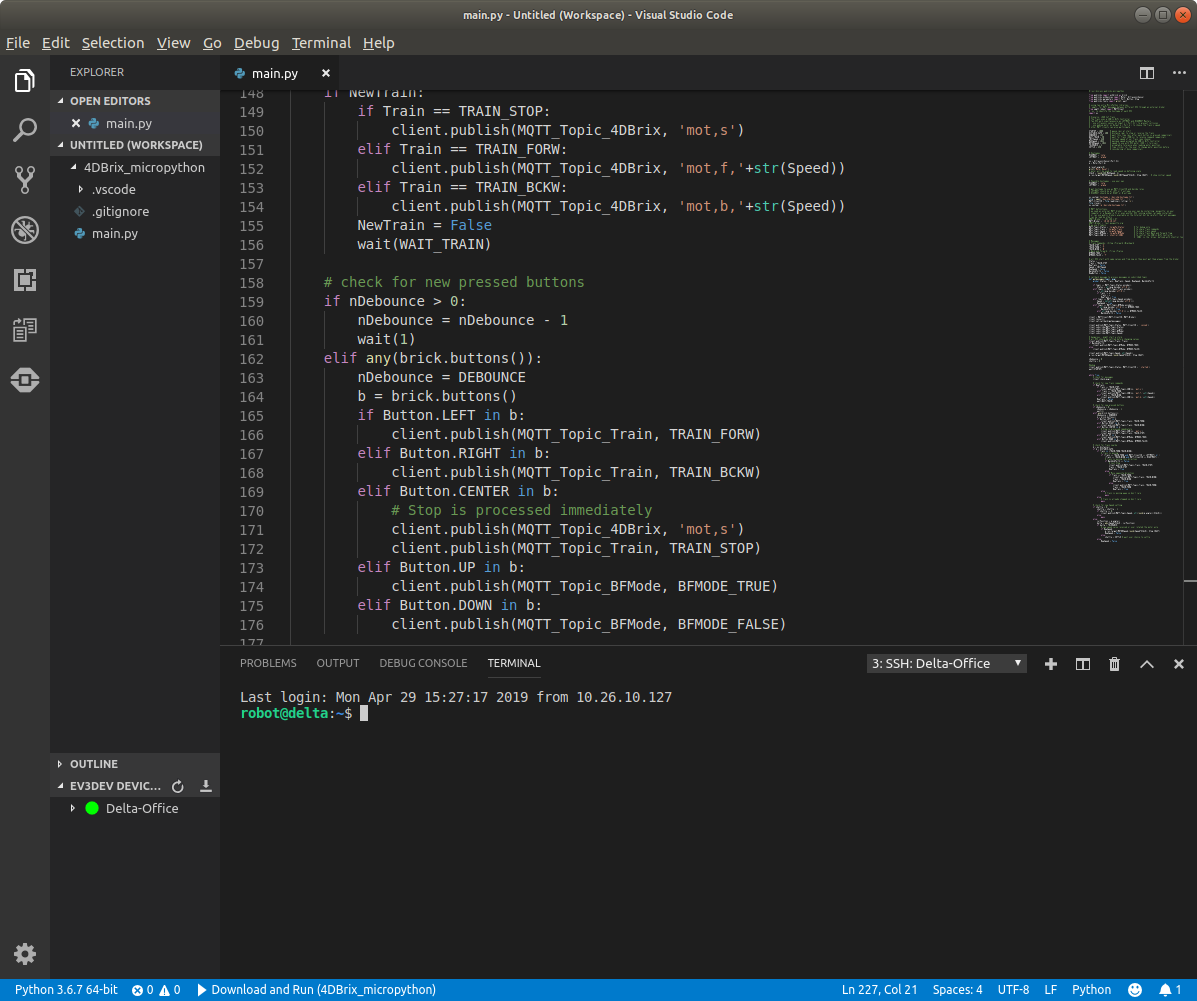 main.py - Untitled (Workspace) - Visual Studio Code
File Edit Selection View Go Debug Terminal Help
EXPLORER
OPEN EDITORS
main.py
UNTITLED (WORKSPACE)
4DBrix_micropython
.vscode
.gitignore
main.py
OUTLINE
EV3DEV DEVIC...
Delta-Office
main.py
148 if NewTrain:
149 if Train == TRAIN_STOP:
150 client.publish(MQTT_Topic_4DBrix, 'mot,s')
151 elif Train == TRAIN_FORW:
152 client.publish(MQTT_Topic_4DBrix, 'mot,f,'+str(Speed))
153 elif Train == TRAIN_BCKW:
154 client.publish(MQTT_Topic_4DBrix, 'mot,b,'+str(Speed))
155 NewTrain = False
156 wait(WAIT_TRAIN)
157
158 # check for new pressed buttons
159 if nDebounce > 0:
160 nDebounce = nDebounce - 1
161 wait(1)
162 elif any(brick.buttons()):
163 nDebounce = DEBOUNCE
164 b = brick.buttons()
165 if Button.LEFT in b:
166 client.publish(MQTT_Topic_Train, TRAIN_FORW)
167 elif Button.RIGHT in b:
168 client.publish(MQTT_Topic_Train, TRAIN_BCKW)
169 elif Button.CENTER in b:
170 # Stop is processed immediately
171 client.publish(MQTT_Topic_4DBrix, 'mot,s')
172 client.publish(MQTT_Topic_Train, TRAIN_STOP)
173 elif Button.UP in b:
174 client.publish(MQTT_Topic_BFMode, BFMODE_TRUE)
175 elif Button.DOWN in b:
176 client.publish(MQTT_Topic_BFMode, BFMODE_FALSE)
177
PROBLEMS OUTPUT DEBUG CONSOLE TERMINAL 3: SSH: Delta-Office
Last login: Mon Apr 29 15:27:17 2019 from 10.26.10.127
robot@delta:~$
Python 3.6.7 64-bit 0 0 Download and Run (4DBrix_micropython) Ln 227, Col 21 Spaces: 4 UTF-8 LF Python 1